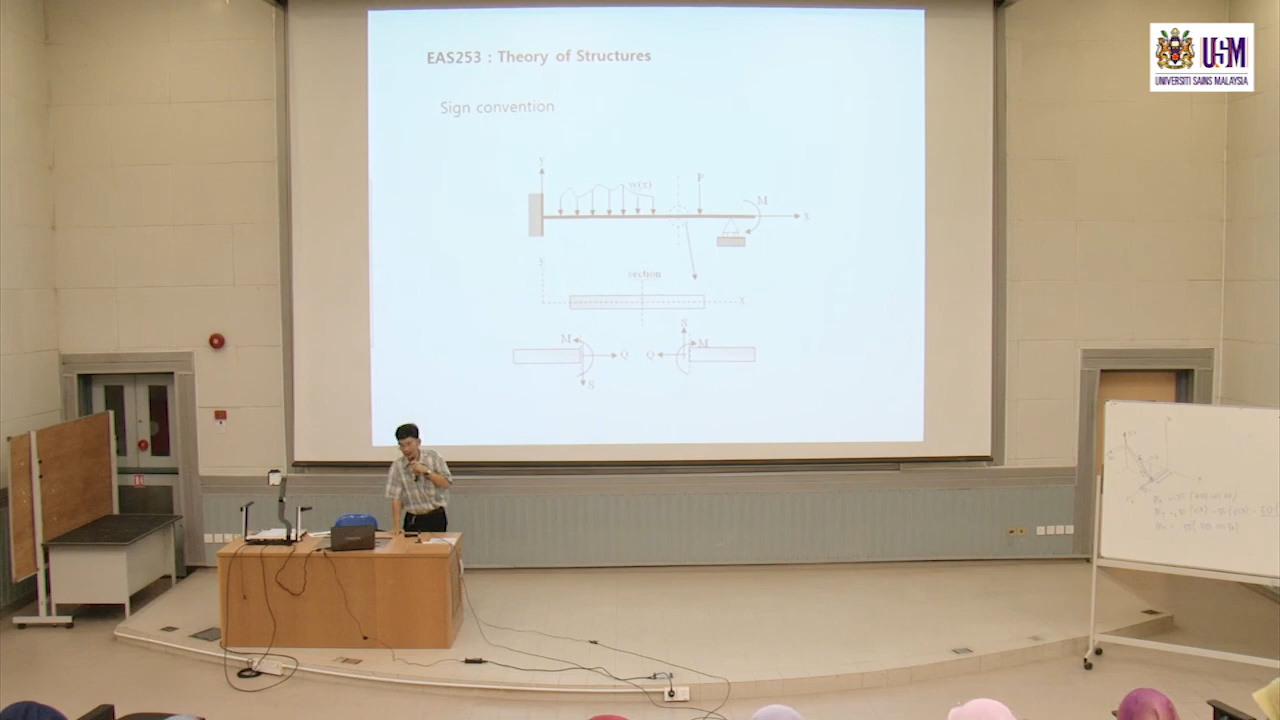 EAS253 : Theory of Structures
Sign convention
y
w(x)
P
M
x
y
section
x
M
Q
S
S
Q
M
USM
UNIVERSITI SAINS MALAYSIA